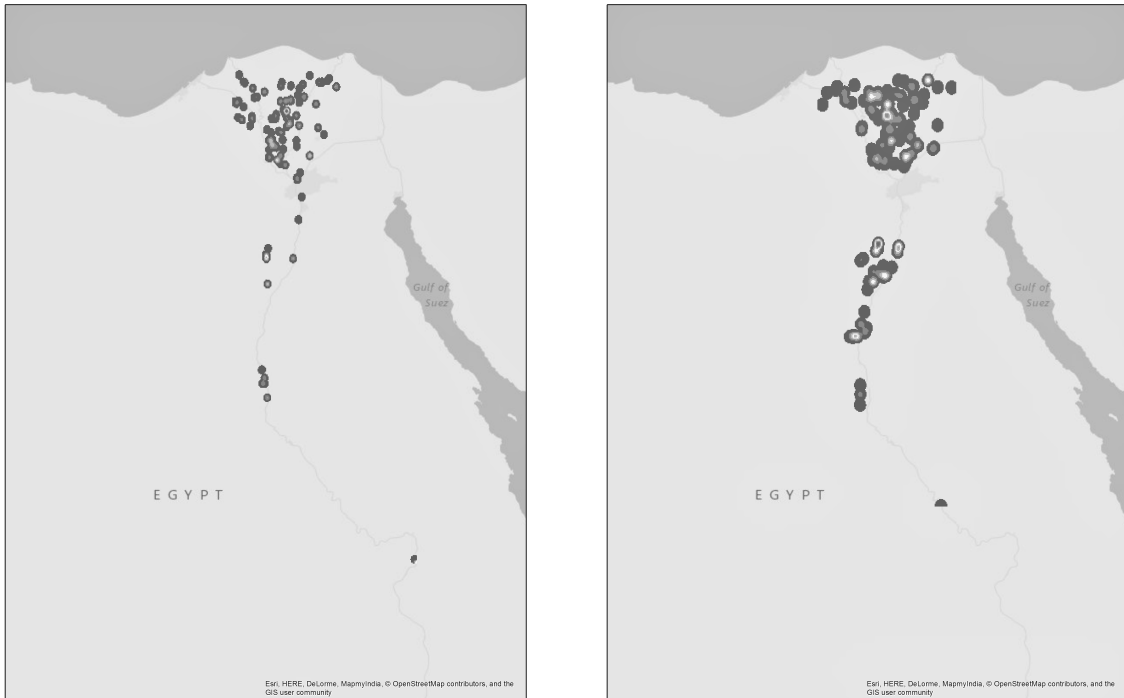 Gulf of
Suez
EGYPT
Esri, HERE, DeLorme, MapmyIndia, © OpenStreetMap contributors, and the
GIS user community
Gulf of
Suez
EGYPT
Esri, HERE, DeLorme, MapmyIndia, © OpenStreetMap contributors, and the
GIS user community